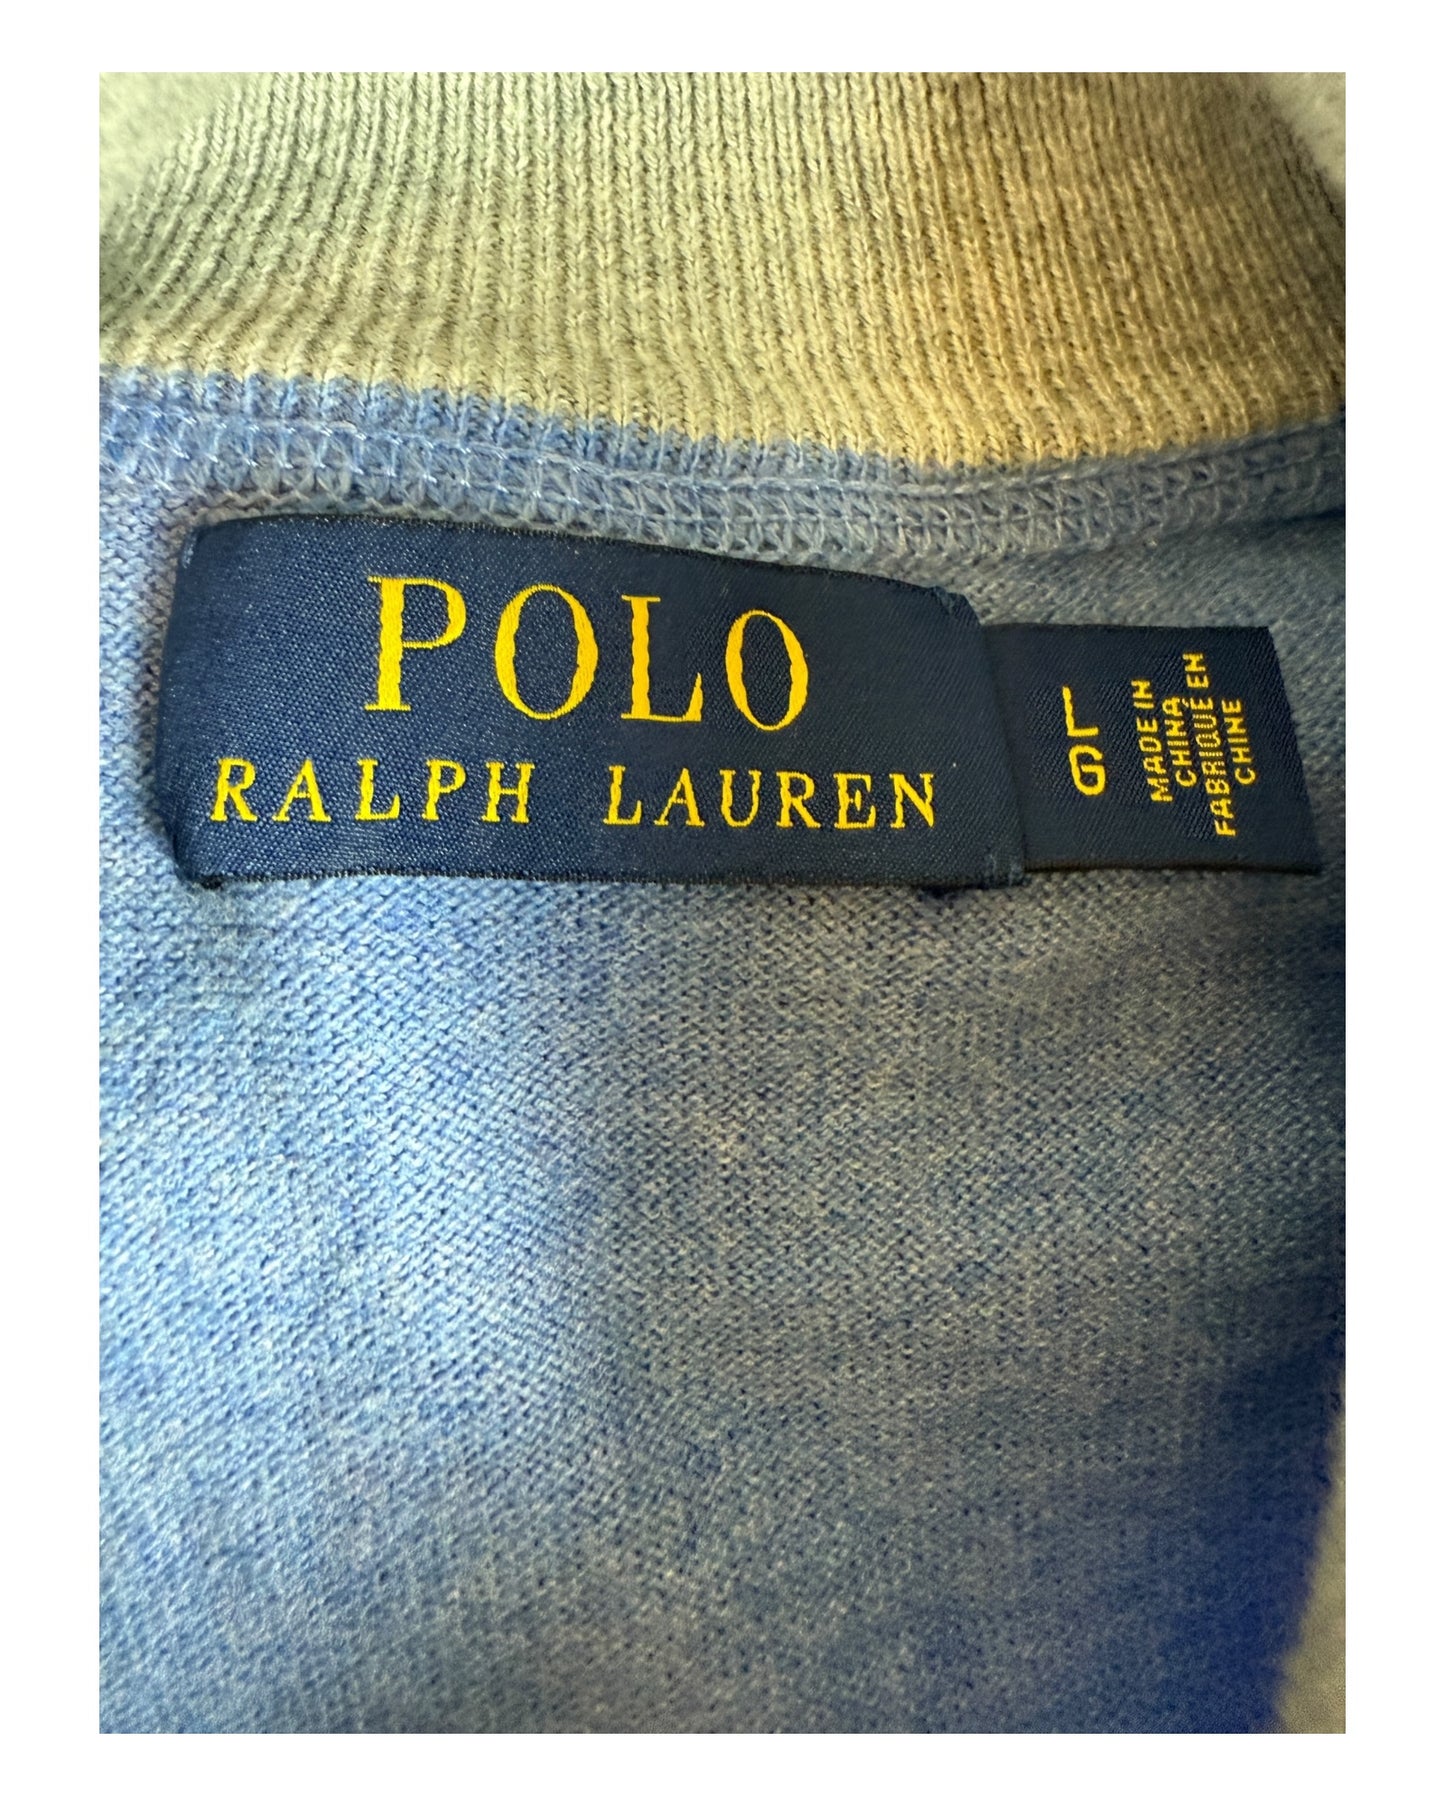 POLO
RALPH LAUREN
L
G
MADE IN
CHINA
FABRIQUÉ EN
CHINE